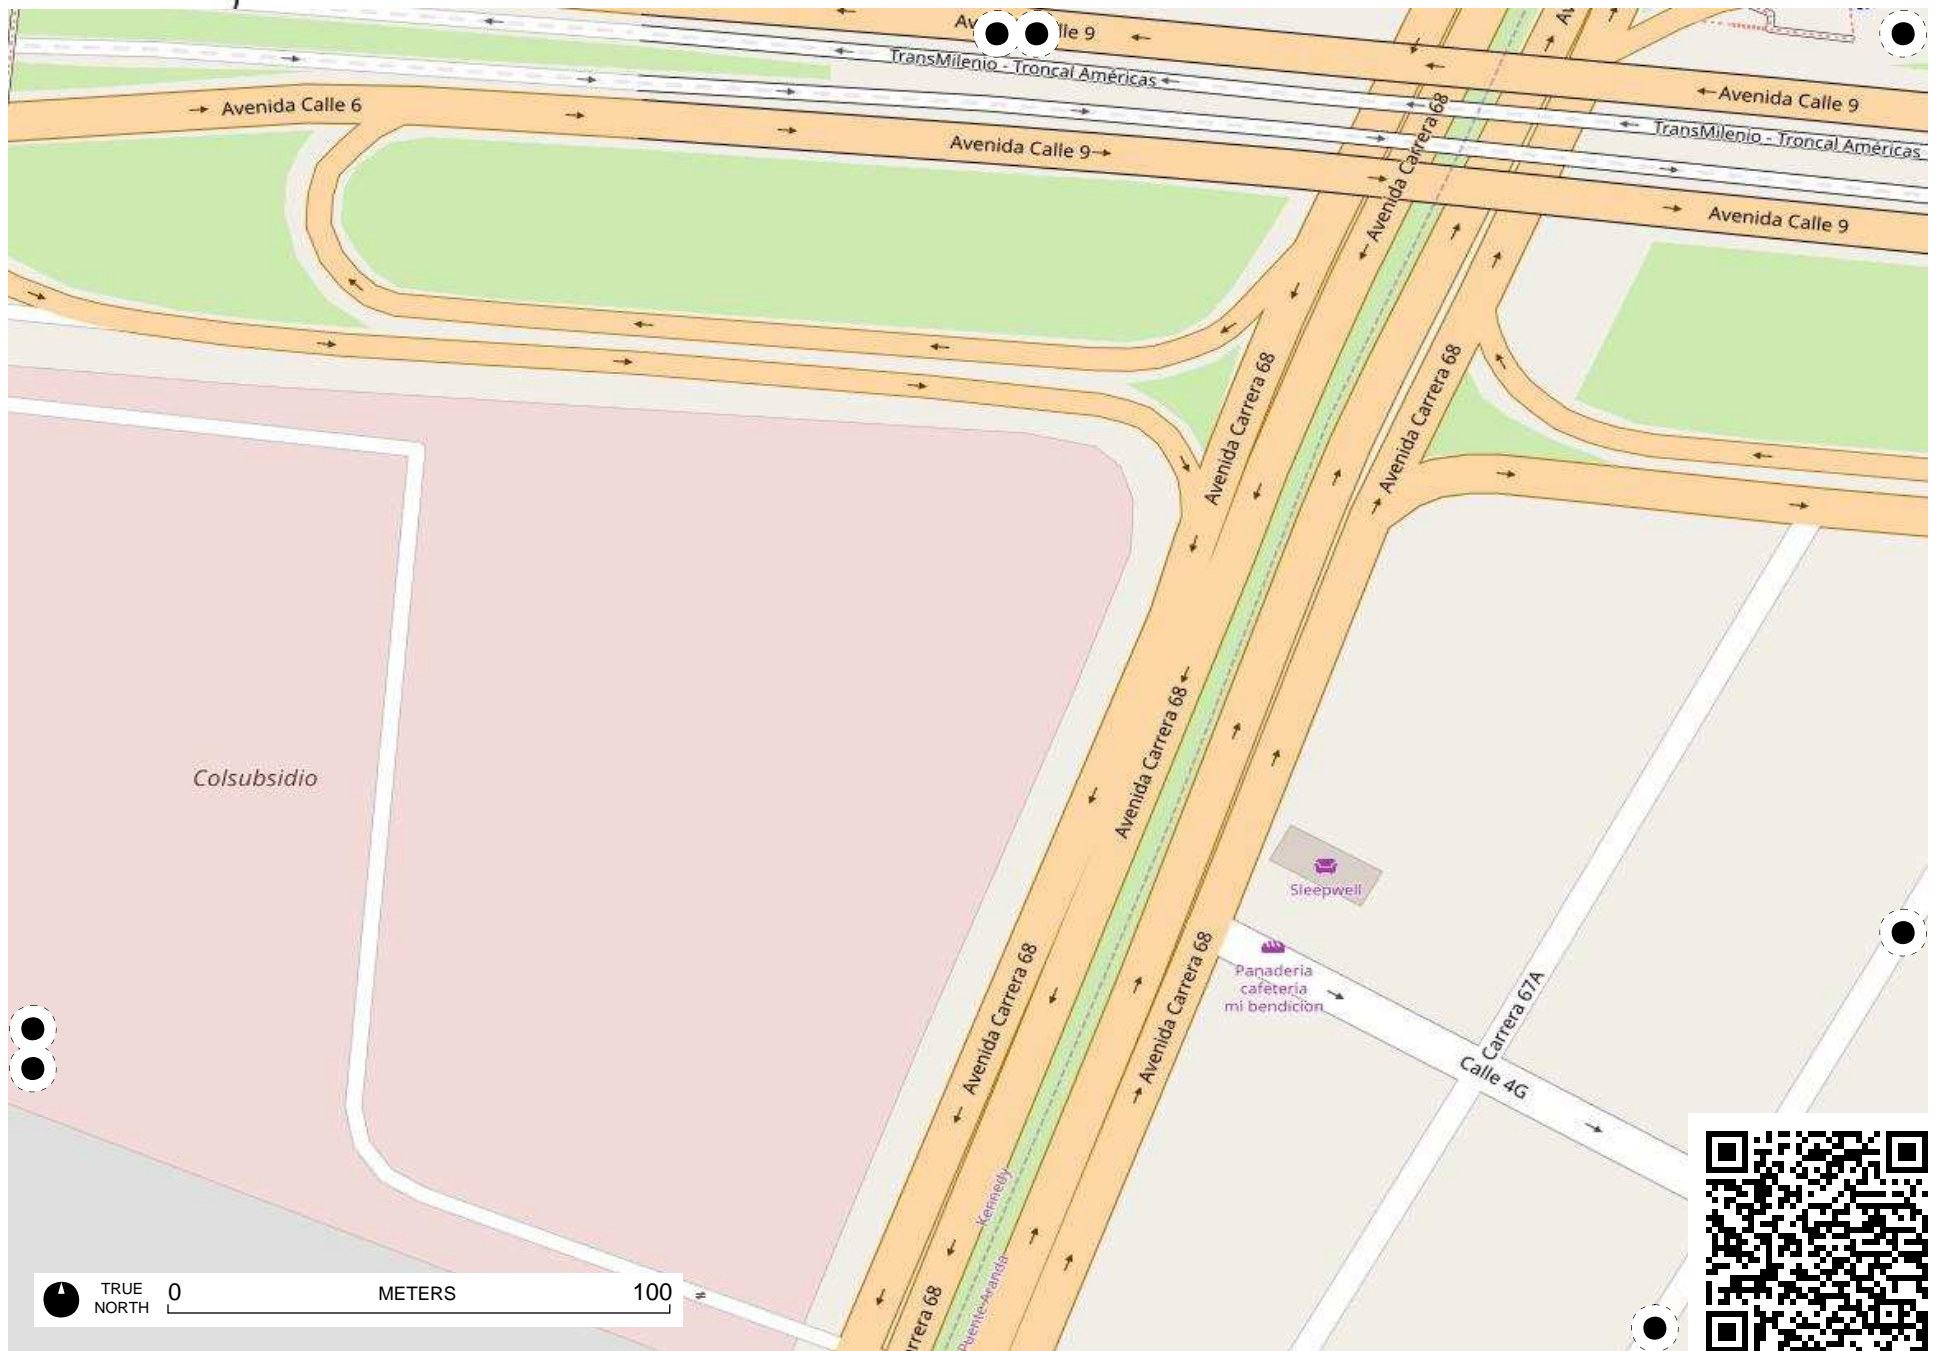 Avenida Calle 9
TransMilenio - Troncal Américas
Avenida Calle 9
Avenida Calle 6
Avenida Carrera 68
TransMilenio - Troncal Américas
Avenida Calle 9
Avenida Calle 9
Avenida Carrera 68
Avenida Carrera 68
Avenida Carrera 68
Colsubsidio
Sleepwell
Avenida Carrera 68
Avenida Carrera 68
Panaderia
cafeteria
mi bendicion
Carrera 67A
Calle 4G
Kennedy
Puente Aranda
rrera 68
TRUE
NORTH
0 METERS 100